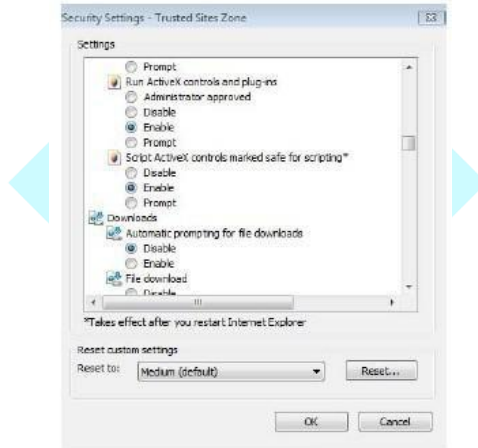 Security Settings - Trusted Sites Zone
Settings
Prompt
Run ActiveX controls and plug-ins
Administrator approved
Disable
Enable
Prompt
Script ActiveX controls marked safe for scripting*
Disable
Enable
Prompt
Downloads
Automatic prompting for file downloads
Disable
Enable
File download
Disable
*Takes effect after you restart Internet Explorer
Reset custom settings
Reset to:
Medium (default)
Reset...
OK
Cancel